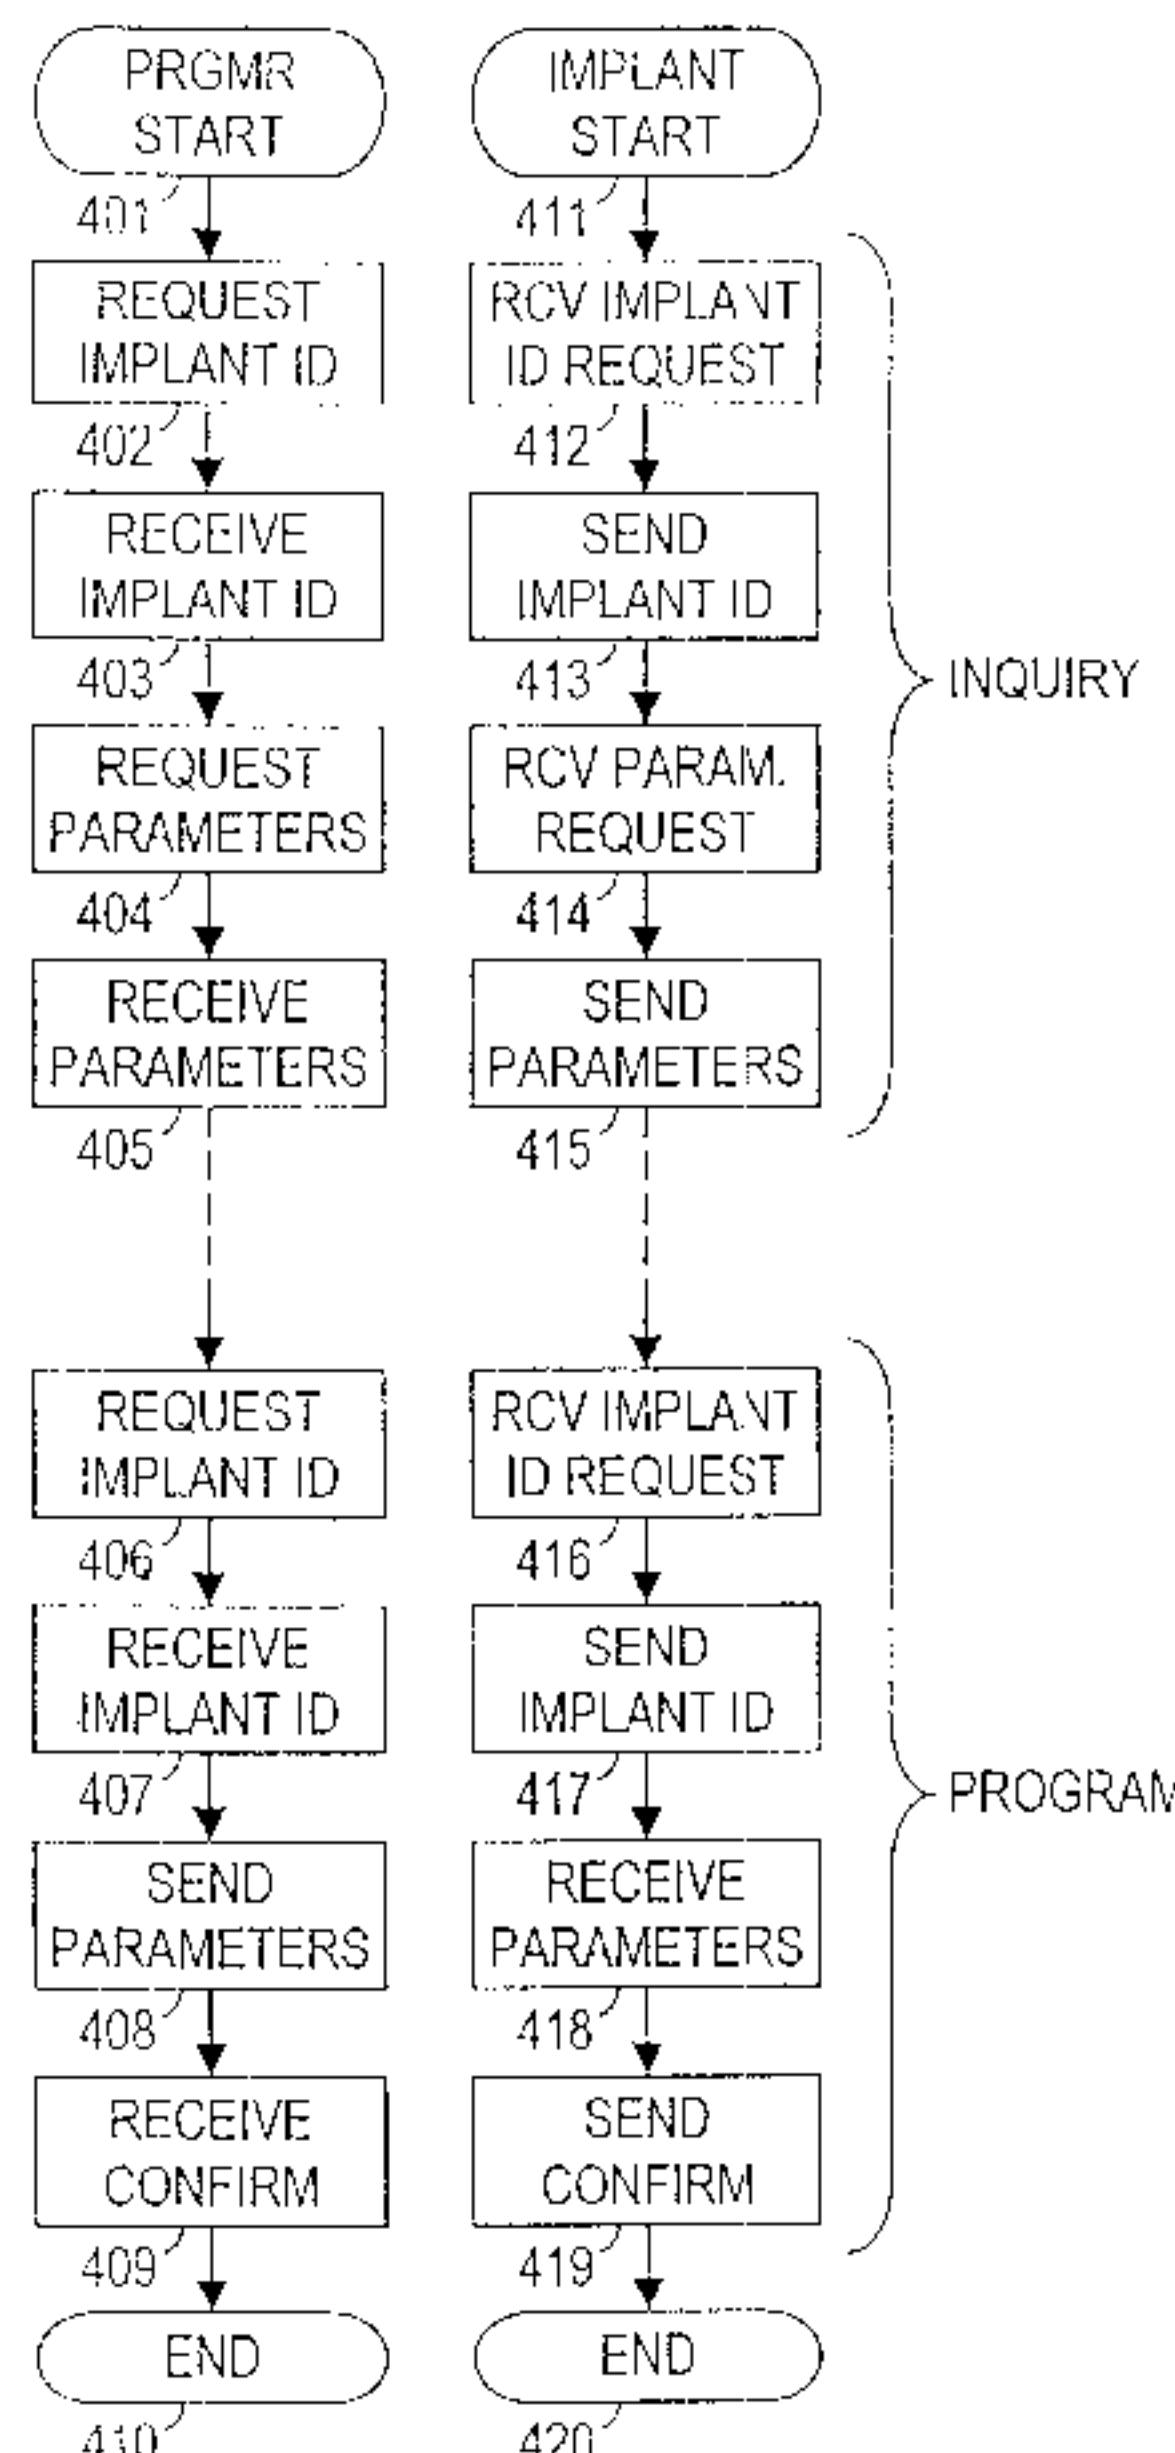 PRGMR
START
401
REQUEST
IMPLANT ID
402
RECEIVE
IMPLANT ID
403
REQUEST
PARAMETERS
404
RECEIVE
PARAMETERS
405
REQUEST
IMPLANT ID
406
RECEIVE
IMPLANT ID
407
SEND
PARAMETERS
408
RECEIVE
CONFIRM
409
END
410
IMPLANT
START
411
RCV IMPLANT
ID REQUEST
412
SEND
IMPLANT ID
413
RCV PARAM.
REQUEST
414
SEND
PARAMETERS
415
RCV IMPLANT
ID REQUEST
416
SEND
IMPLANT ID
417
RECEIVE
PARAMETERS
418
SEND
CONFIRM
419
END
420
INQUIRY
PROGRAM